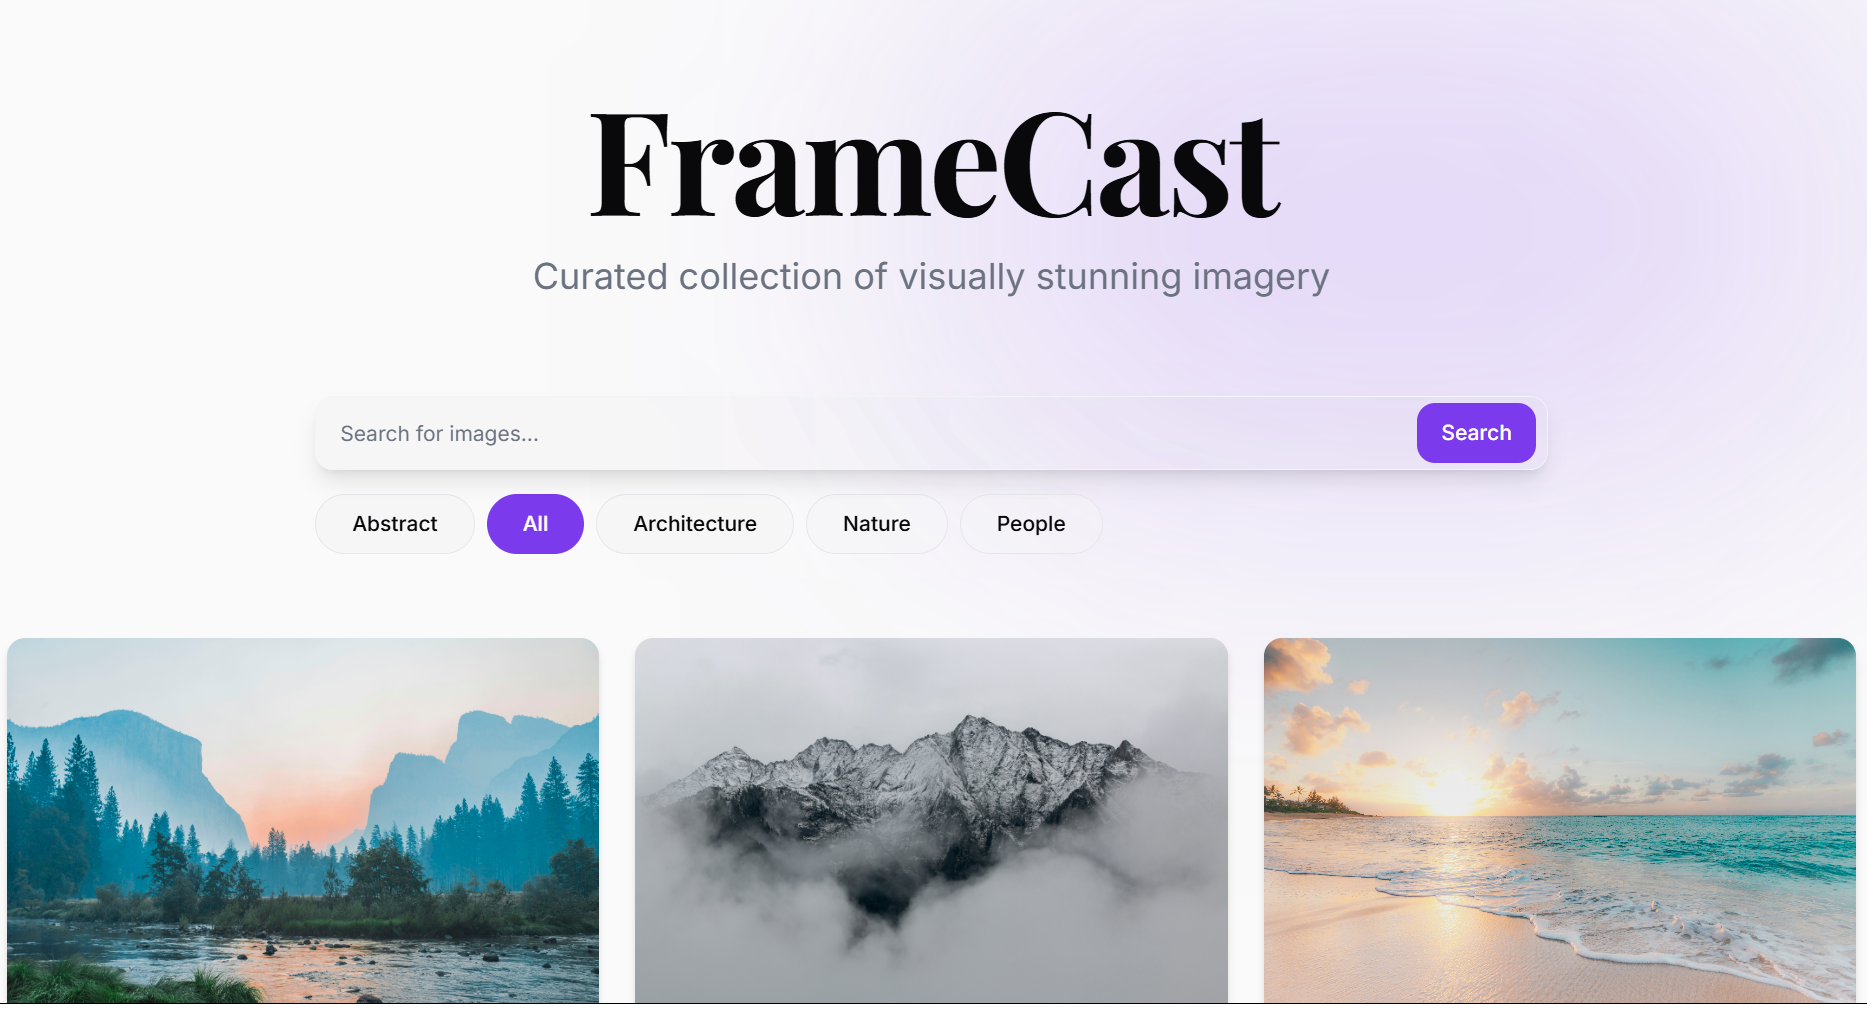 FrameCast
Curated collection of visually stunning imagery
Search for images...
Search
Abstract
All
Architecture
Nature
People